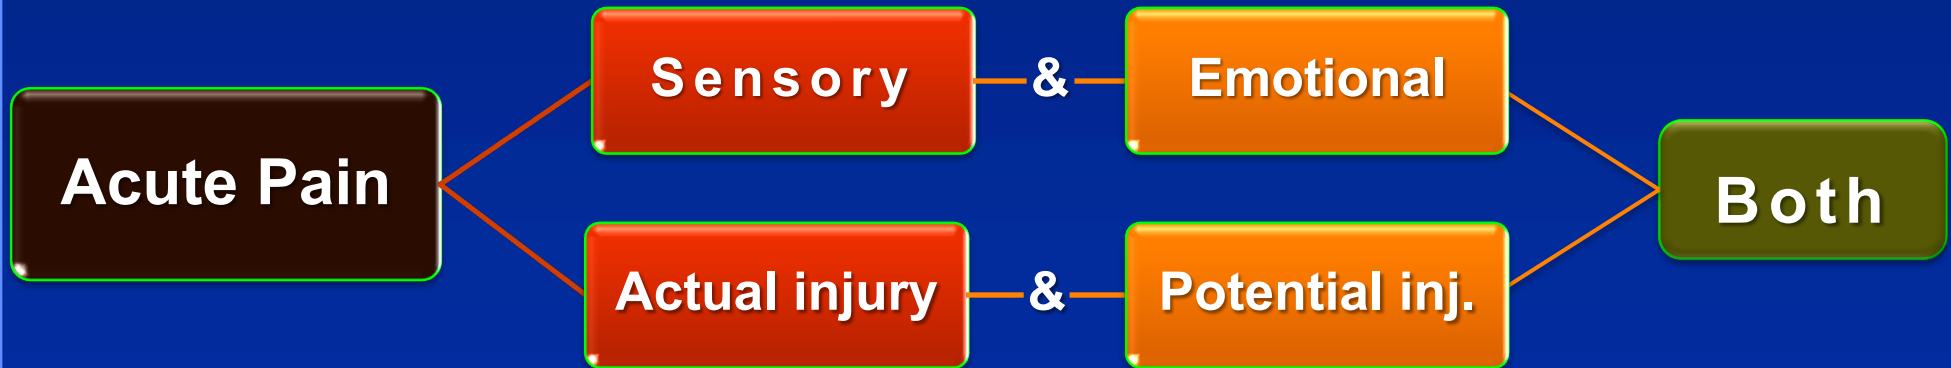 Sensory & Emotional
Acute Pain
Both
Actual injury & Potential inj.